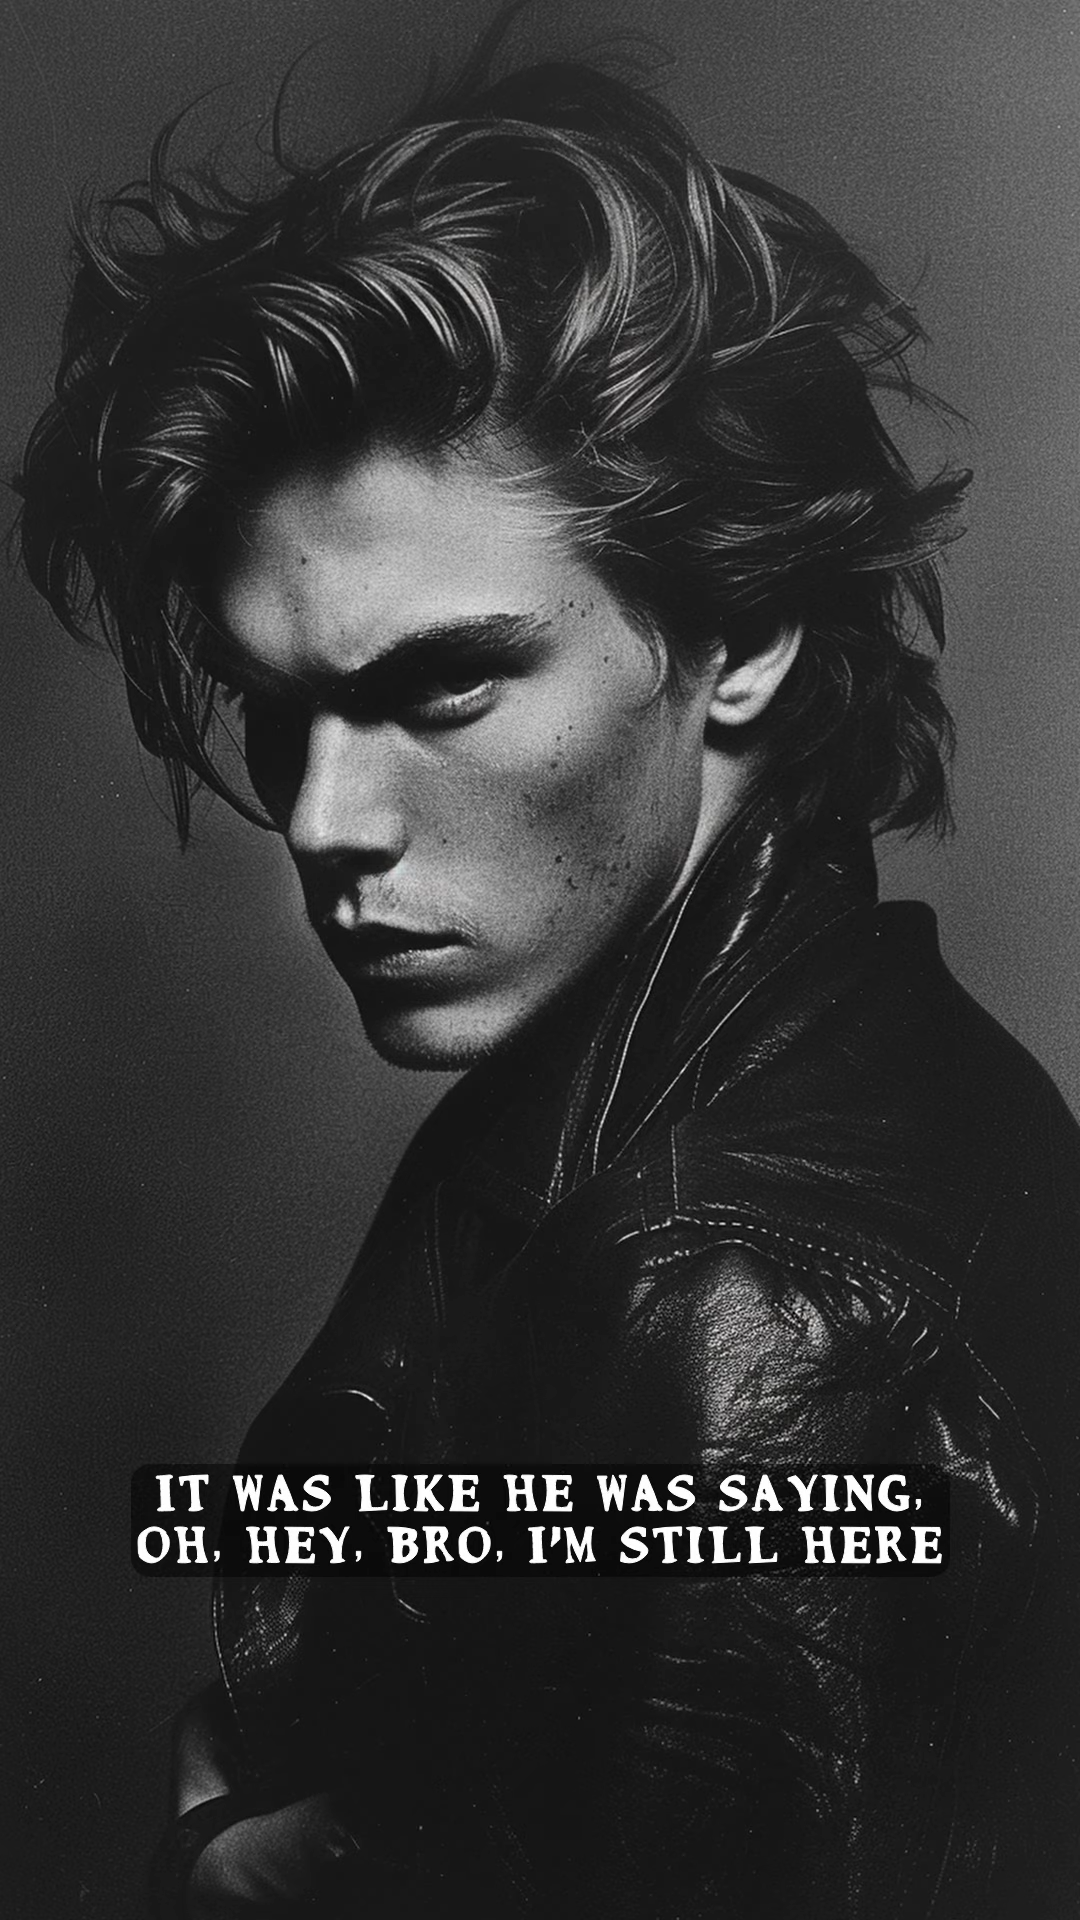 IT WAS LIKE HE WAS SAYING,
OH, HEY, BRO, I'M STILL HERE